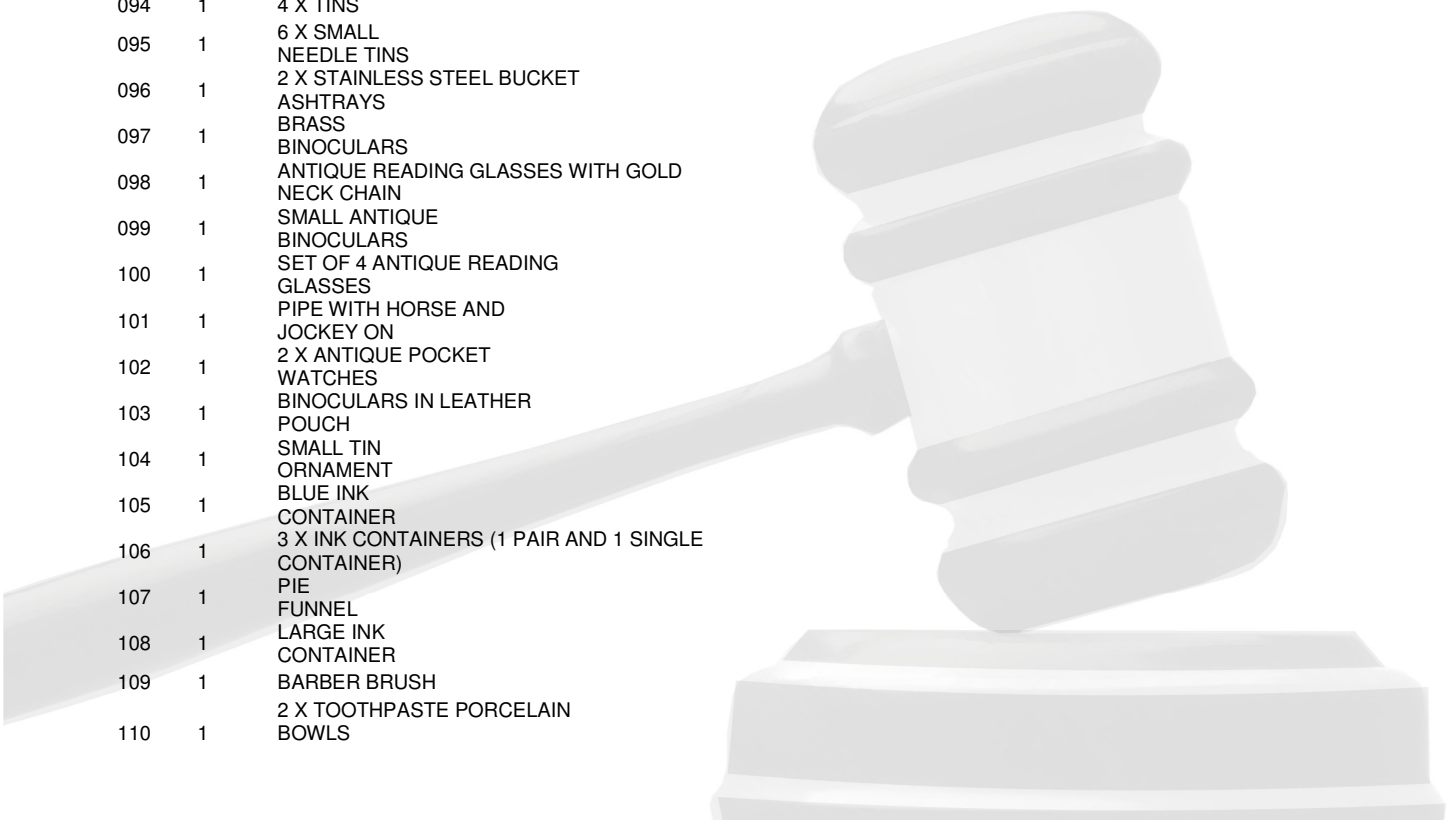 094 1 4 X TINS
095 1 6 X SMALL
NEEDLE TINS
096 1 2 X STAINLESS STEEL BUCKET
ASHTRAYS
097 1 BRASS
BINOCULARS
098 1 ANTIQUE READING GLASSES WITH GOLD
NECK CHAIN
099 1 SMALL ANTIQUE
BINOCULARS
100 1 SET OF 4 ANTIQUE READING
GLASSES
101 1 PIPE WITH HORSE AND
JOCKEY ON
102 1 2 X ANTIQUE POCKET
WATCHES
103 1 BINOCULARS IN LEATHER
POUCH
104 1 SMALL TIN
ORNAMENT
105 1 BLUE INK
CONTAINER
106 1 3 X INK CONTAINERS (1 PAIR AND 1 SINGLE
CONTAINER)
107 1 PIE
FUNNEL
108 1 LARGE INK
CONTAINER
109 1 BARBER BRUSH
2 X TOOTHPASTE PORCELAIN
110 1 BOWLS